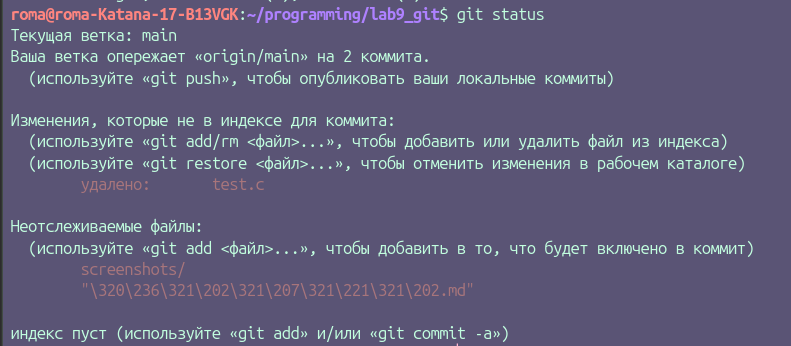 roma@roma-Katana-17-B13VGK:~/programming/lab9_git$ git status
Текущая ветка: main
Ваша ветка опережает «origin/main» на 2 коммита.
(используйте «git push», чтобы опубликовать ваши локальные коммиты)
Изменения, которые не в индексе для коммита:
(используйте «git add/rm <файл>...», чтобы добавить или удалить файл из индекса)
(используйте «git restore <файл>...», чтобы отменить изменения в рабочем каталоге)
удалено: test.c
Неотслеживаемые файлы:
(используйте «git add <файл>...», чтобы добавить в то, что будет включено в коммит)
screenshots/
"\320\236\321\202\321\207\321\221\321\202.md"
индекс пуст (используйте «git add» и/или «git commit -a»)